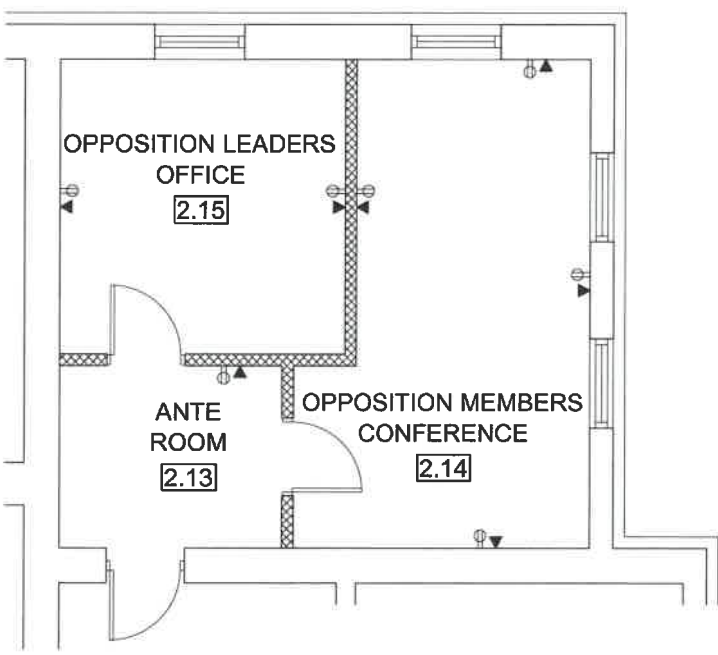 OPPOSITION LEADERS
OFFICE
2.15
ANTE
ROOM
2.13
OPPOSITION MEMBERS
CONFERENCE
2.14